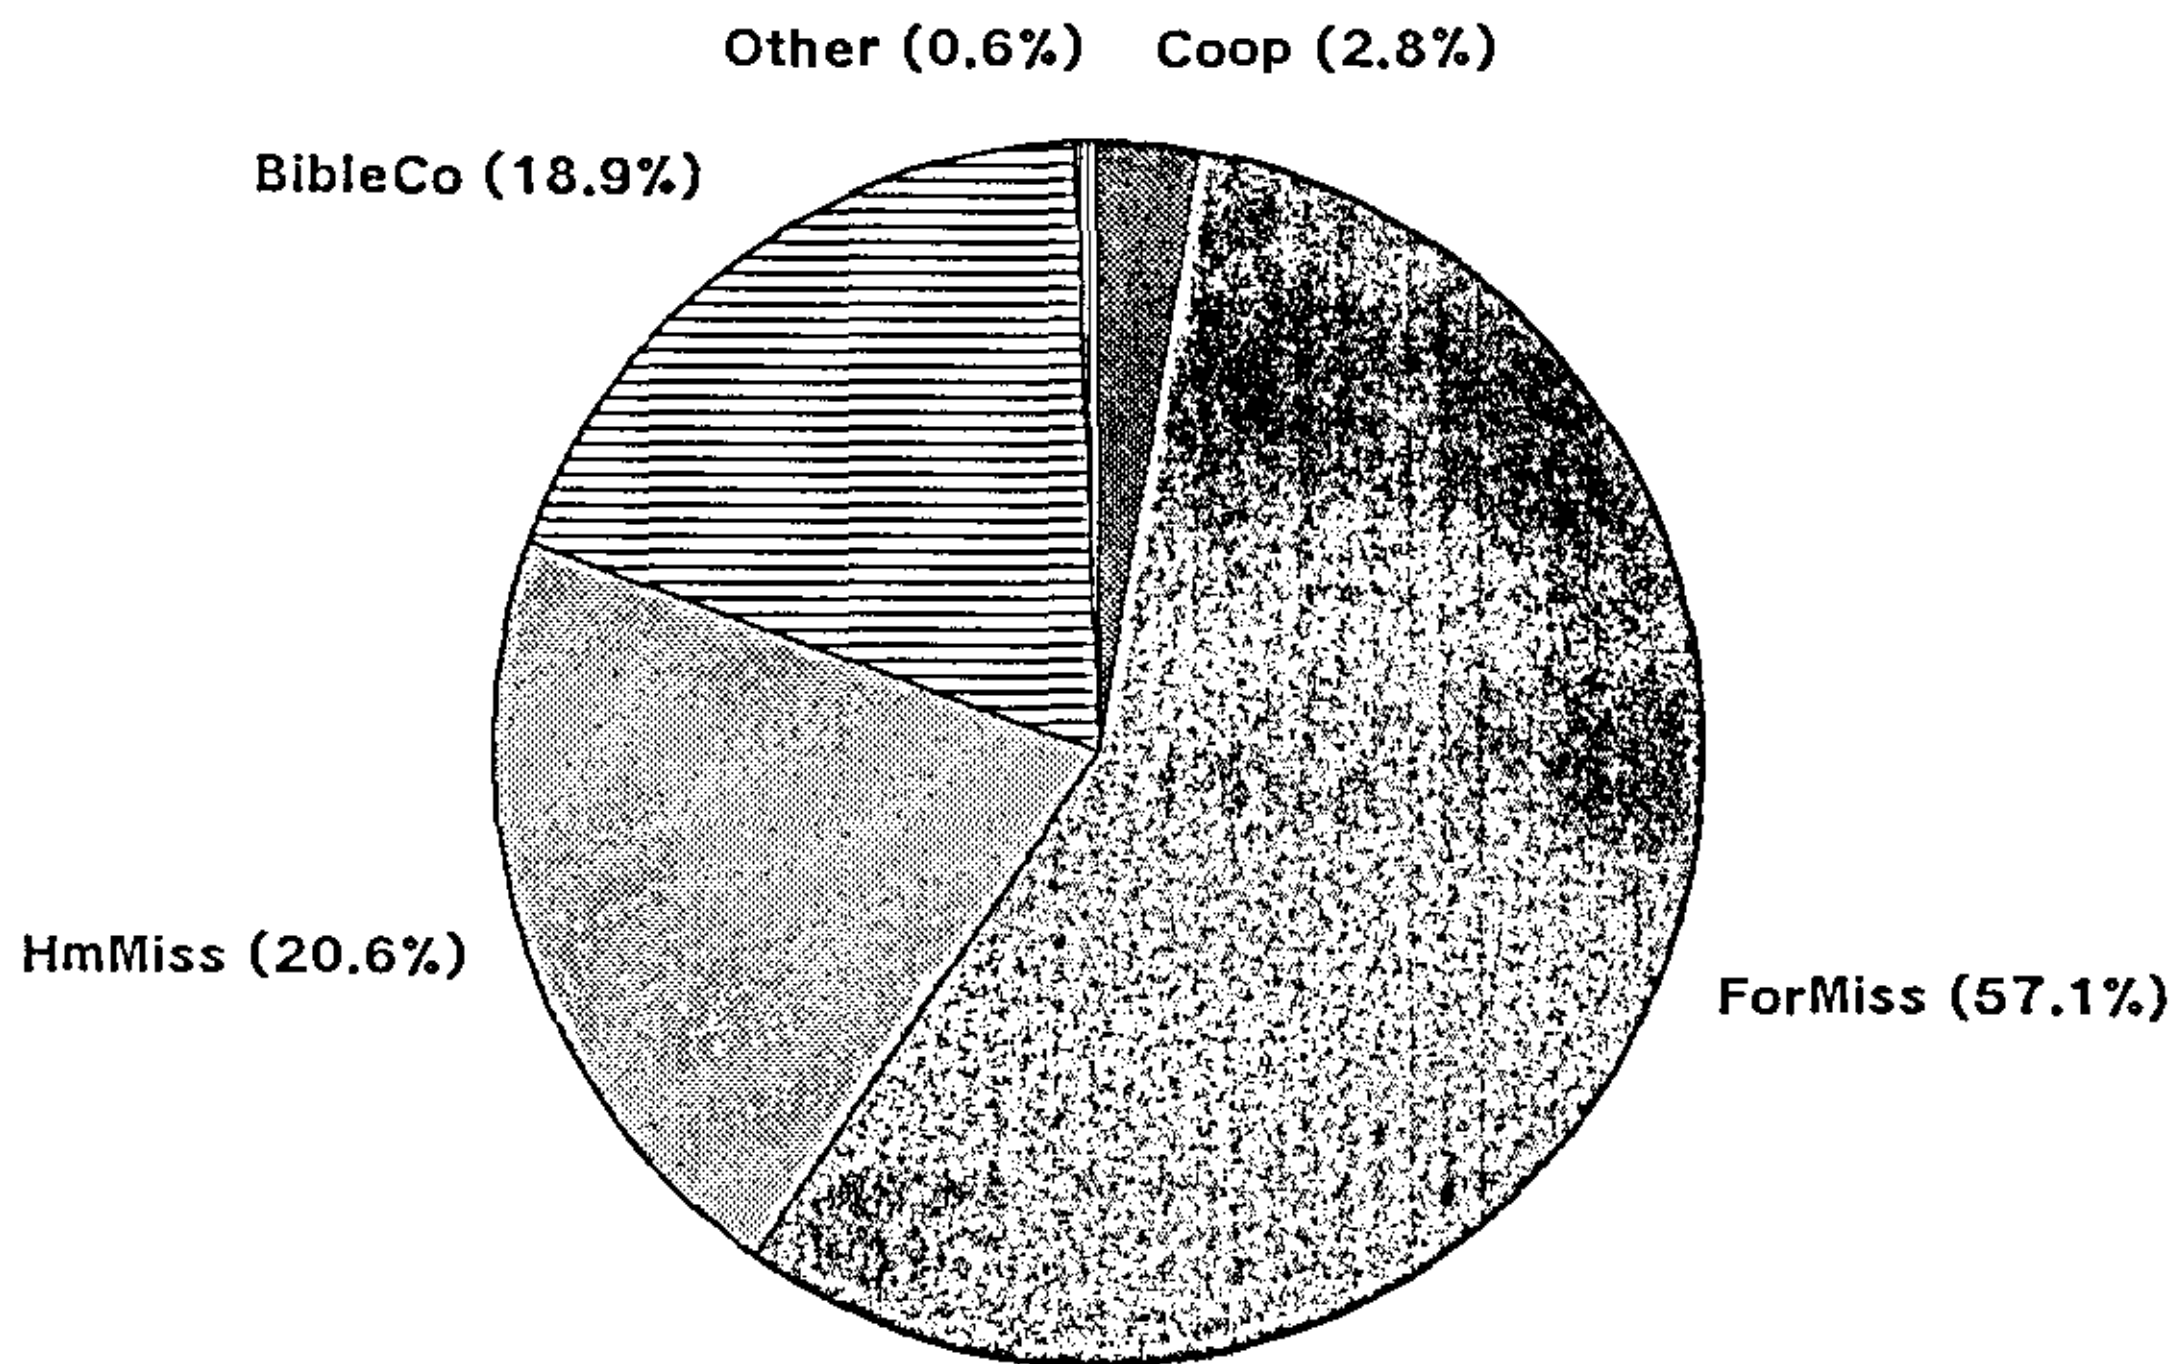 Other (0.6%) Coop (2.8%)
BibleCo (18.9%)
HmMiss (20.6%)
ForMiss (57.1%)